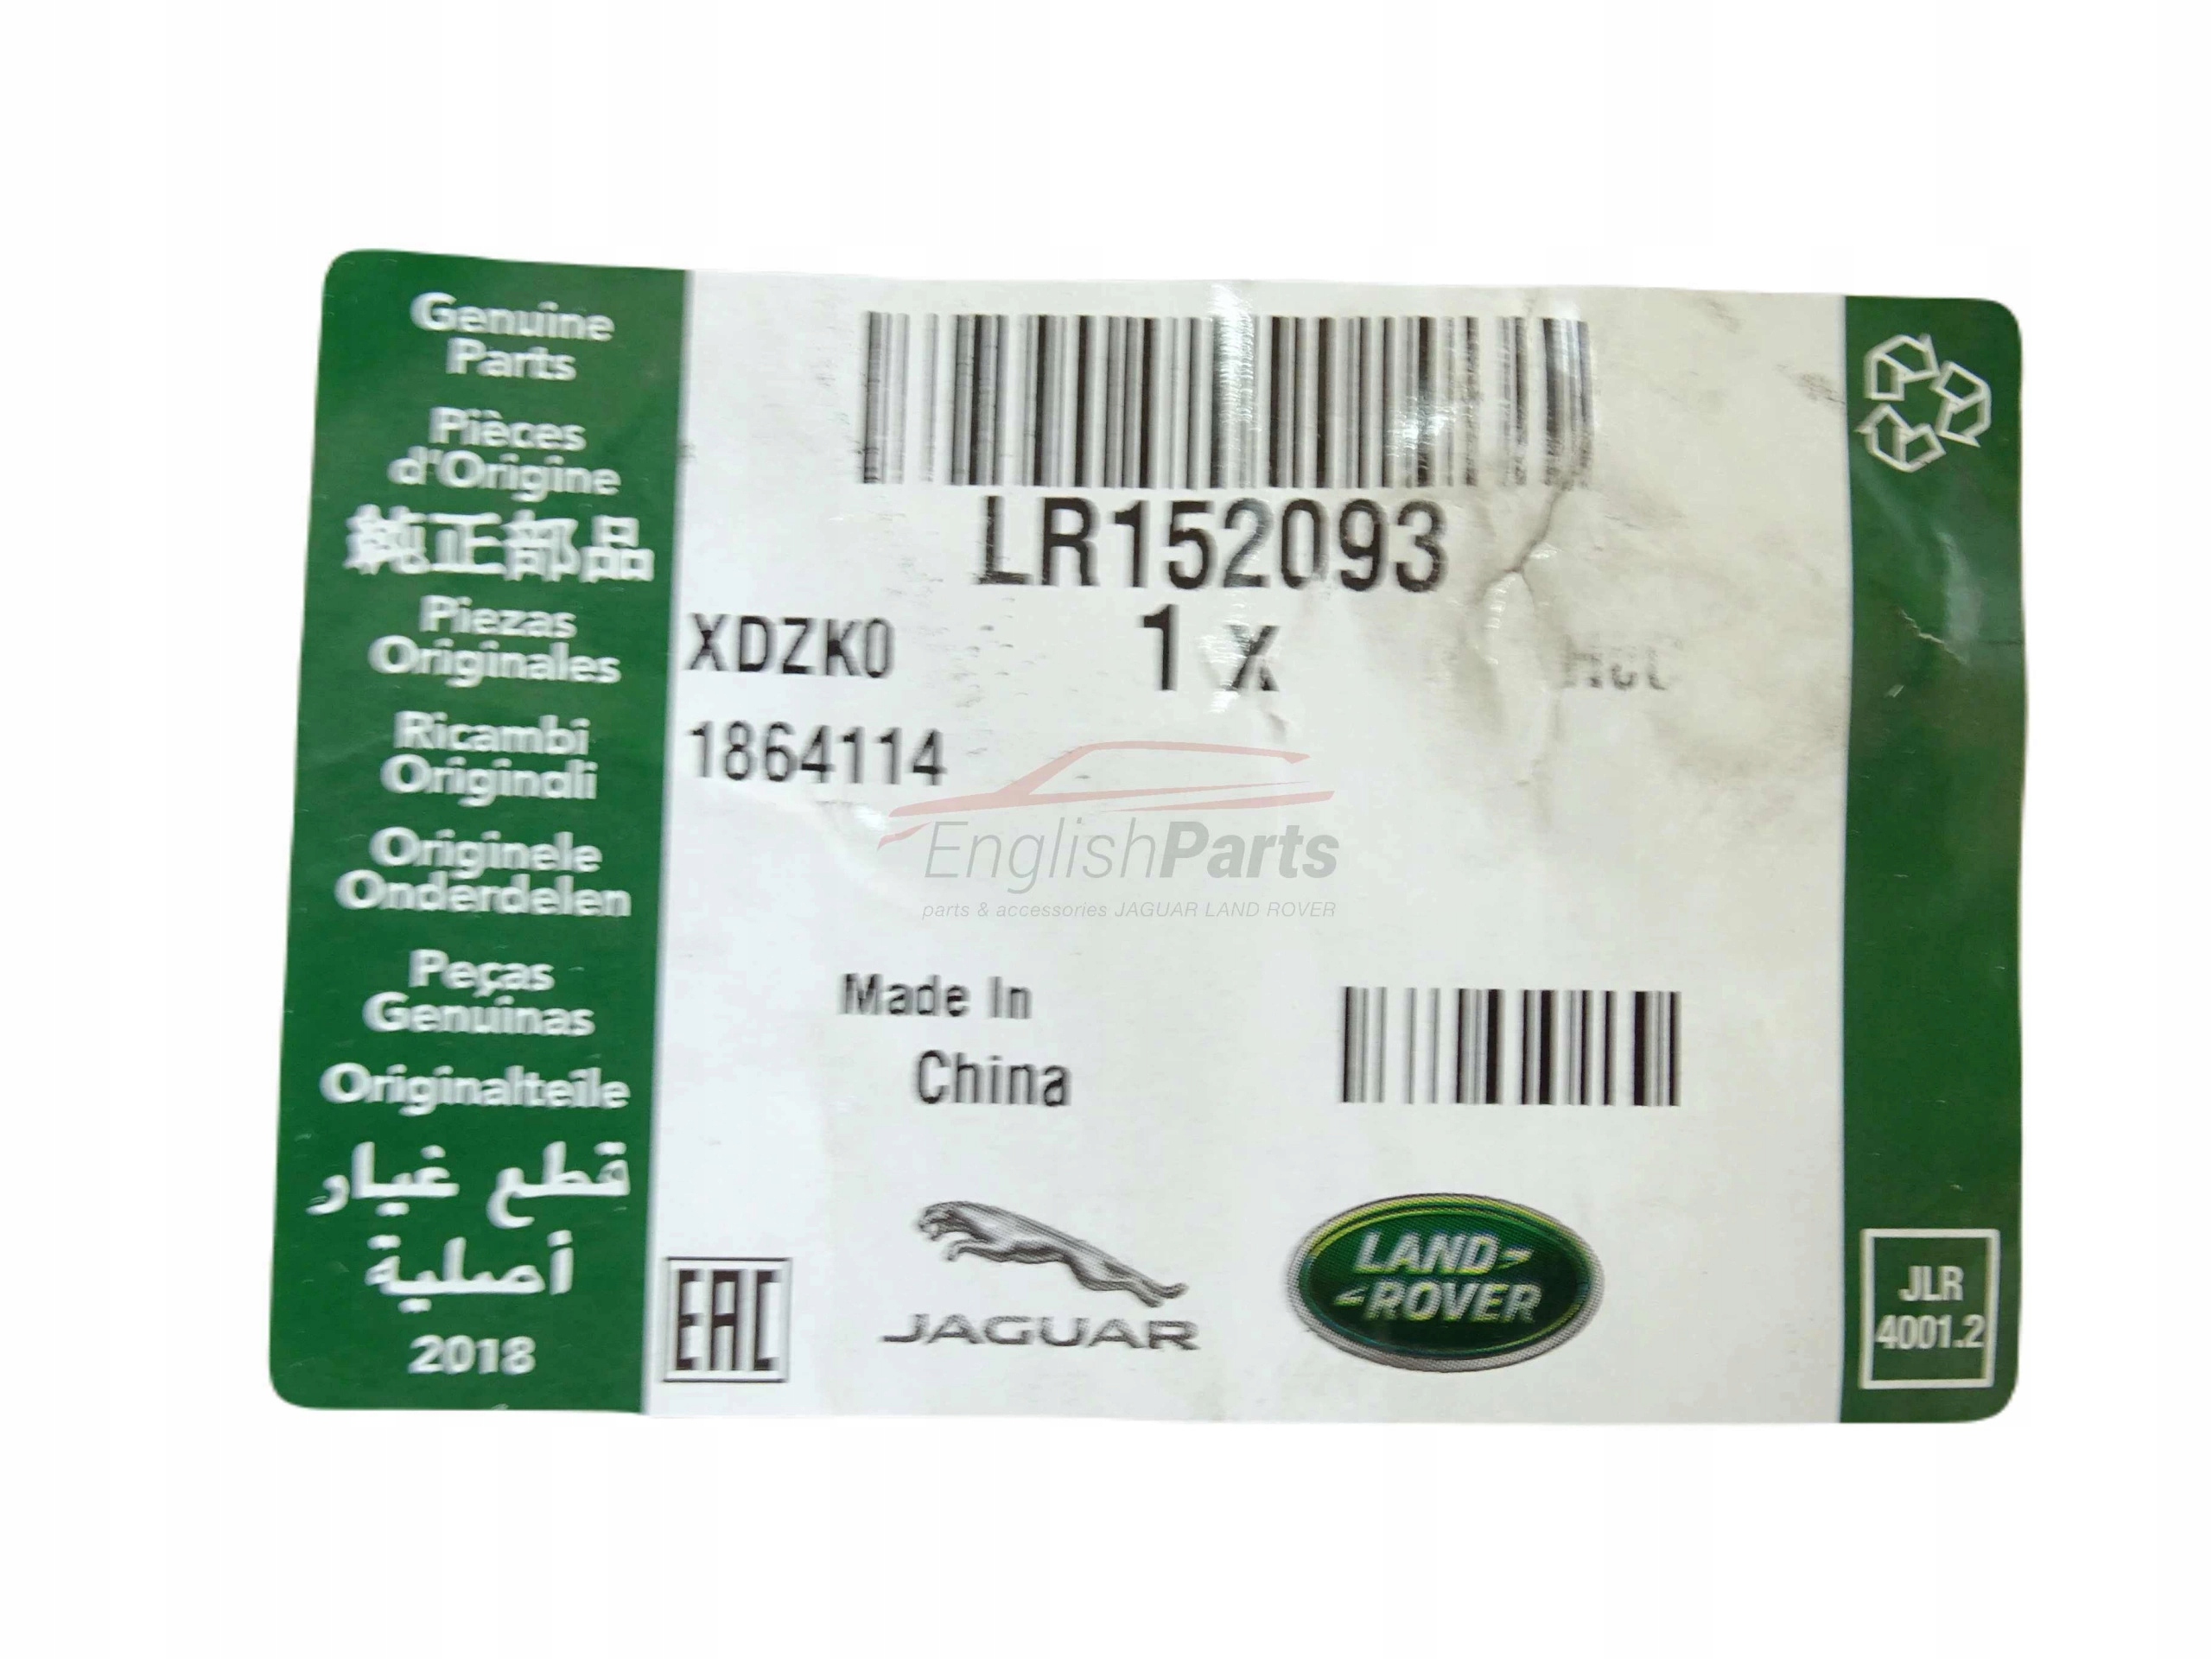 Genuine
Parts
Pièces
d'Origine
純正部品
Piezas
Originales
Ricambi
Originali
Originele
Onderdelen
Peças
Genuinas
Originalteile
قطع غيار
أصلية
2018
LR152093
XDZK0
1 x
1864114
EnglishParts
parts & accessories JAGUAR LAND ROVER
Made In
China
EAC
JAGUAR
LAND
ROVER
JLR
4001.2